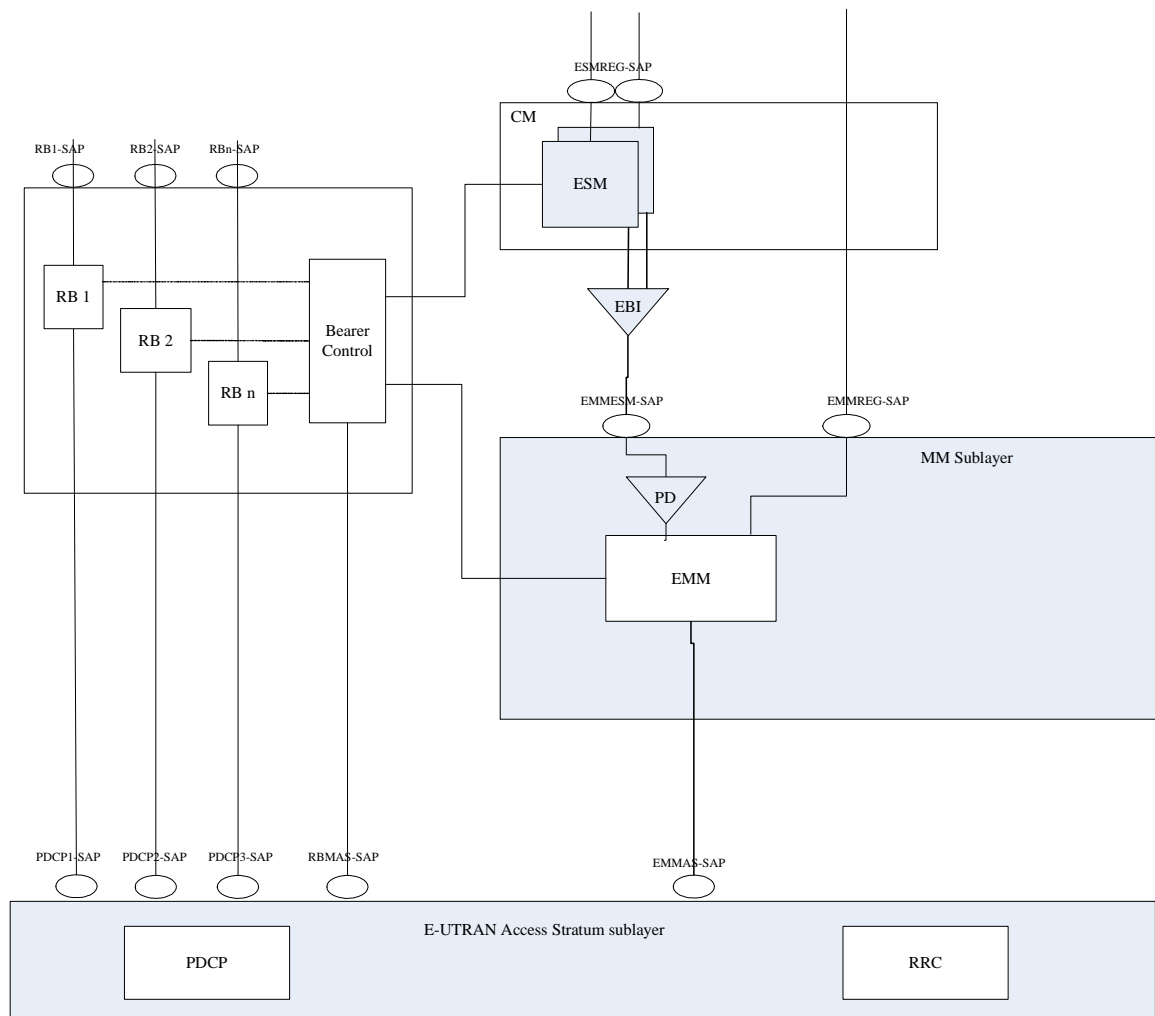 ESMREG-SAP
CM
RB1-SAP
RB2-SAP
RBn-SAP
ESM
RB 1
EBI
RB 2
Bearer
Control
RB n
EMMESM-SAP
EMMREG-SAP
MM Sublayer
PD
EMM
PDCP1-SAP
PDCP2-SAP
PDCP3-SAP
RBMAS-SAP
EMMAS-SAP
E-UTRAN Access Stratum sublayer
PDCP
RRC